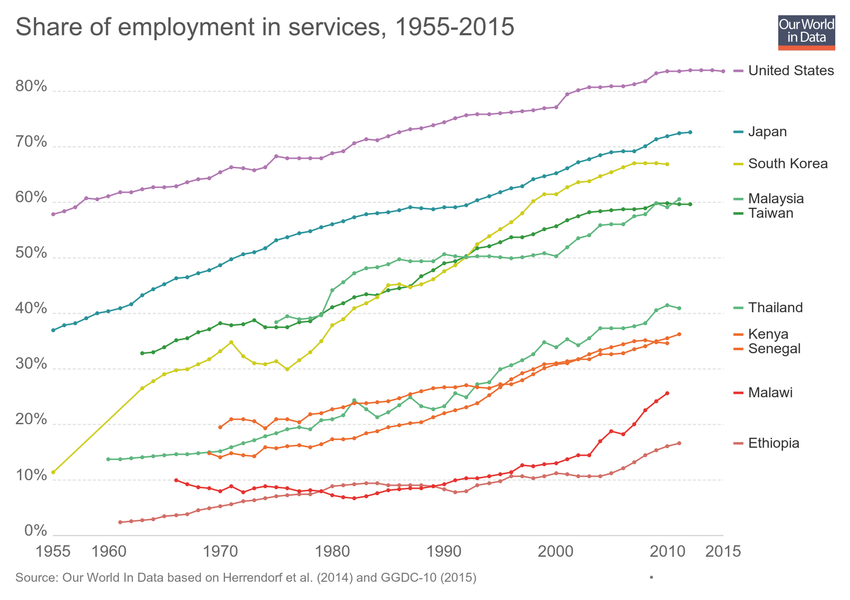 Share of employment in services, 1955-2015
Our World
in Data
80%
70%
60%
50%
40%
30%
20%
10%
0%
1955 1960 1970 1980 1990 2000 2010 2015
United States
Japan
South Korea
Malaysia
Taiwan
Thailand
Kenya
Senegal
Malawi
Ethiopia
Source: Our World In Data based on Herrendorf et al. (2014) and GGDC-10 (2015)